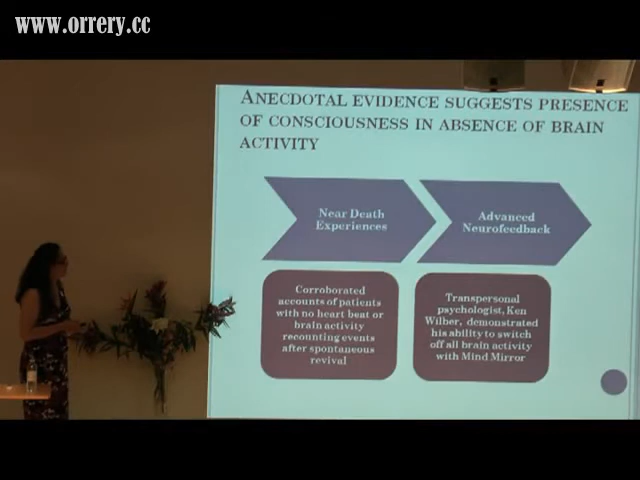 www.orrery.cc
ANECDOTAL EVIDENCE SUGGESTS PRESENCE
OF CONSCIOUSNESS IN ABSENCE OF BRAIN
ACTIVITY
Near Death
Experiences
Advanced
Neurofeedback
Corroborated
accounts of patients
with no heart beat or
brain activity
recounting events
after spontaneous
revival
Transpersonal
psychologist, Ken
Wilber, demonstrated
his ability to switch
off all brain activity
with Mind Mirror